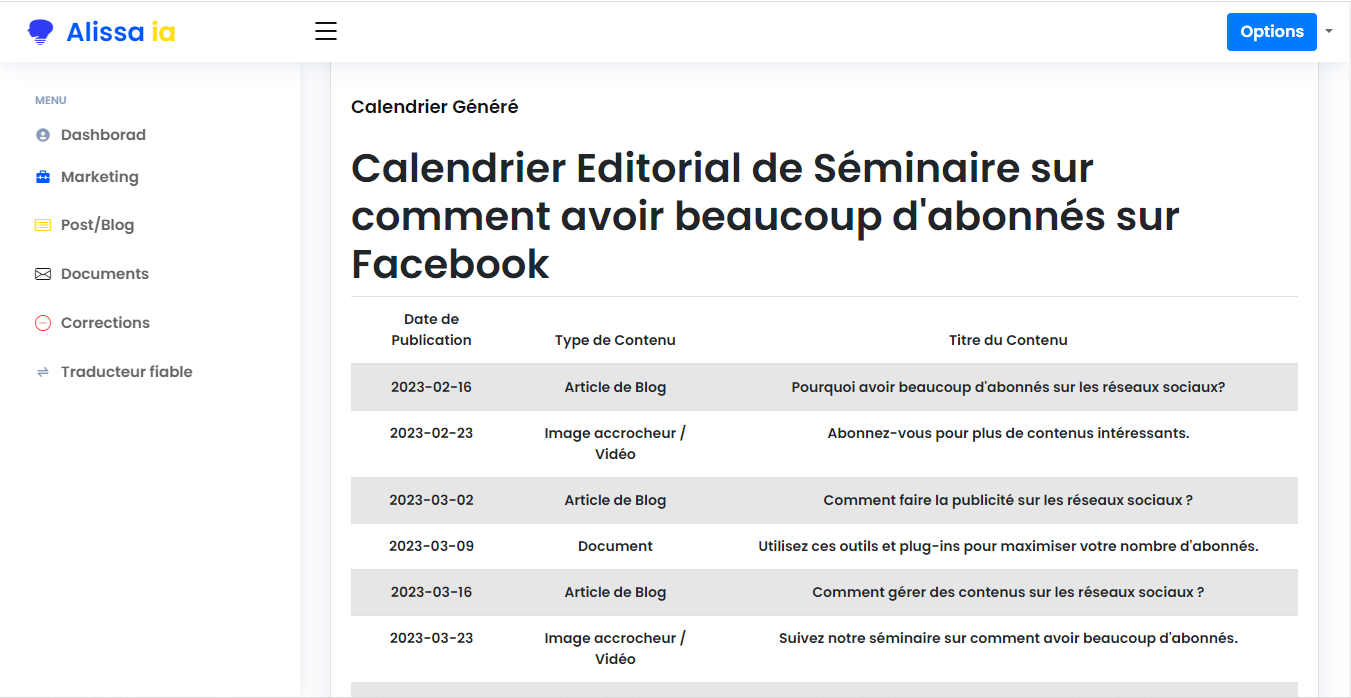 Alissa ia
Options
MENU
Dashborad
Marketing
Post/Blog
Documents
Corrections
Traducteur fiable
Calendrier Généré
Calendrier Editorial de Séminaire sur
comment avoir beaucoup d'abonnés sur
Facebook
Date de
Publication
Type de Contenu
Titre du Contenu
2023-02-16
Article de Blog
Pourquoi avoir beaucoup d'abonnés sur les réseaux sociaux?
2023-02-23
Image accrocheur /
Vidéo
Abonnez-vous pour plus de contenus intéressants.
2023-03-02
Article de Blog
Comment faire la publicité sur les réseaux sociaux ?
2023-03-09
Document
Utilisez ces outils et plug-ins pour maximiser votre nombre d'abonnés.
2023-03-16
Article de Blog
Comment gérer des contenus sur les réseaux sociaux ?
2023-03-23
Image accrocheur /
Vidéo
Suivez notre séminaire sur comment avoir beaucoup d'abonnés.